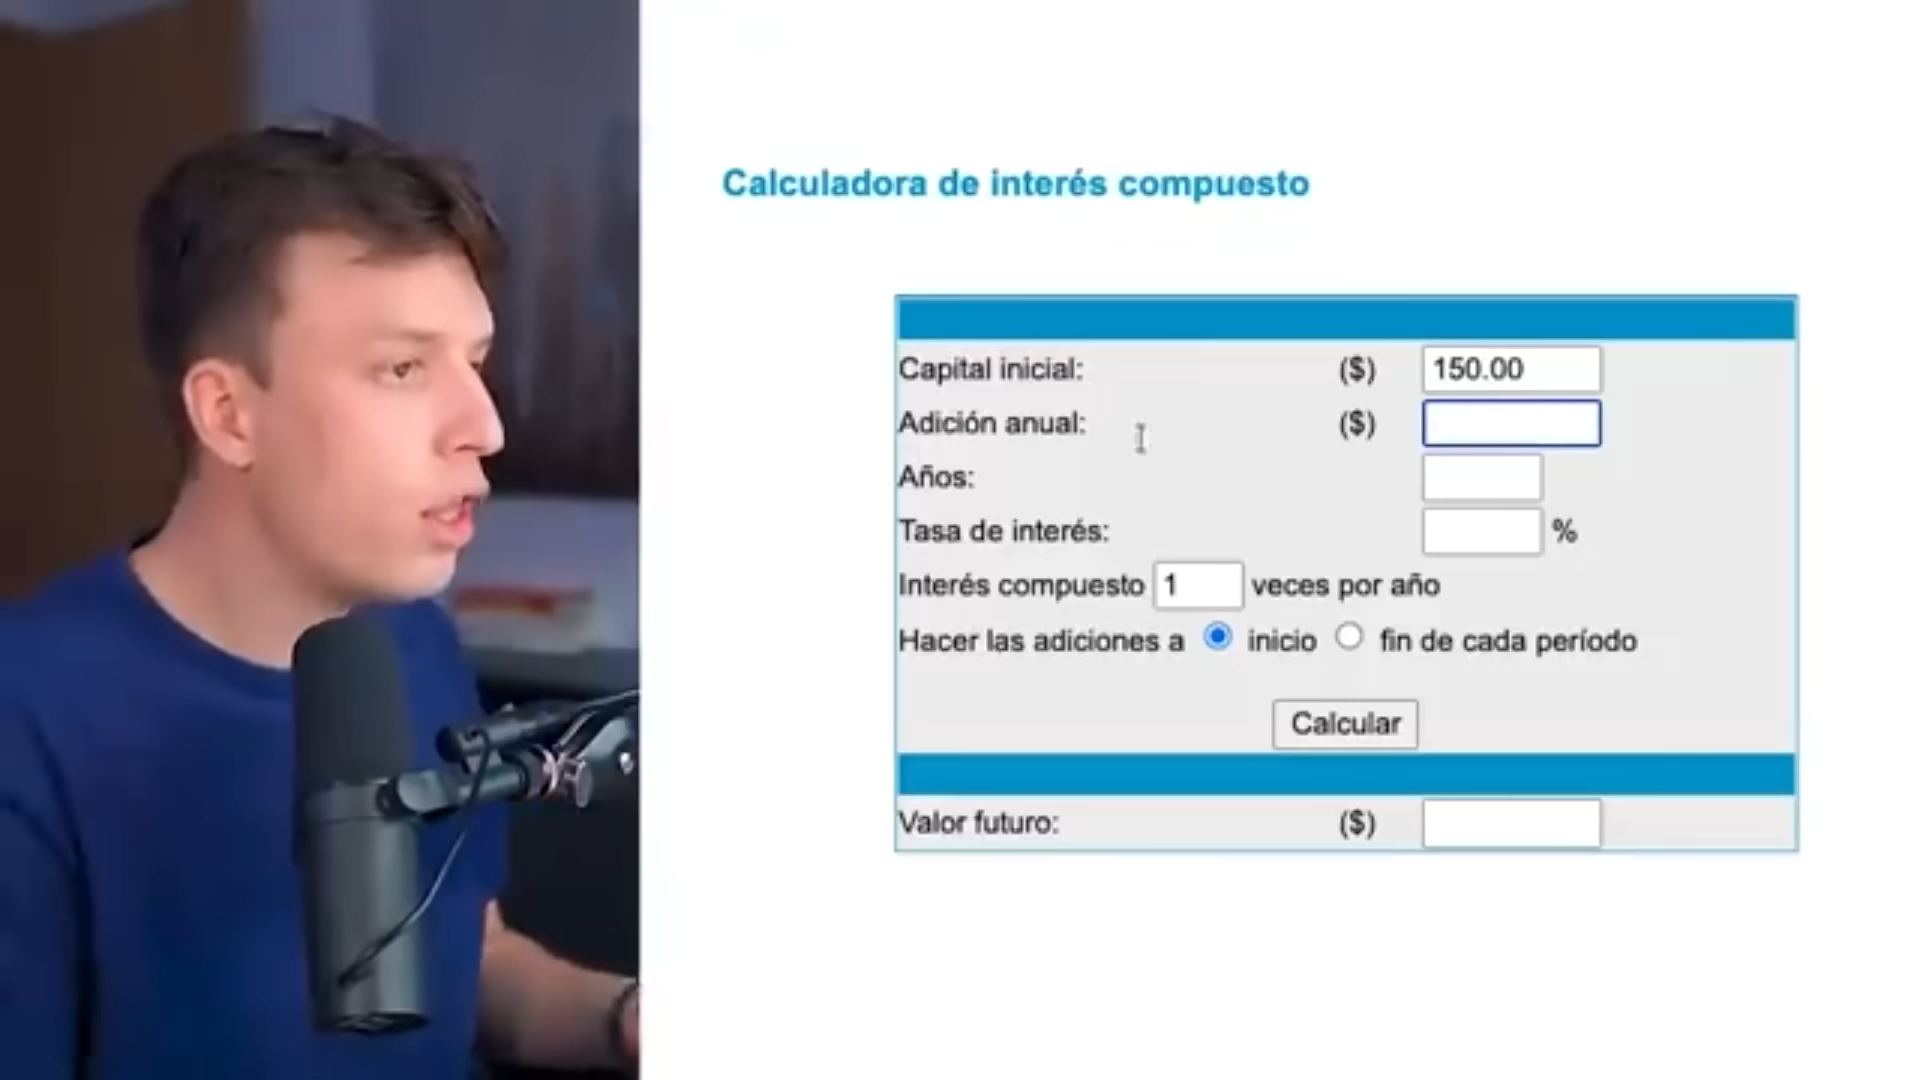 Calculadora de interés compuesto
Capital inicial: ($) 150.00
Adición anual: ($)
Años:
Tasa de interés: %
Interés compuesto 1 veces por año
Hacer las adiciones a inicio fin de cada período
Calcular
Valor futuro: ($)